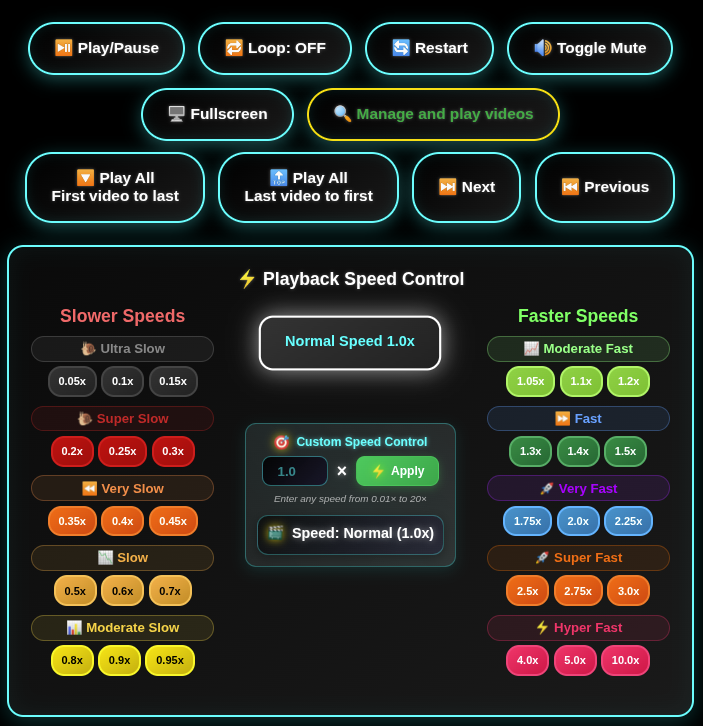 ⏯️ Play/Pause
🔁 Loop: OFF
🔄 Restart
🔊 Toggle Mute
🖥️ Fullscreen
🔍 Manage and play videos
🔽 Play All
First video to last
🔝 Play All
Last video to first
⏭️ Next
⏮️ Previous
⚡ Playback Speed Control
Slower Speeds
🐌 Ultra Slow
0.05x 0.1x 0.15x
🐌 Super Slow
0.2x 0.25x 0.3x
⏪ Very Slow
0.35x 0.4x 0.45x
📉 Slow
0.5x 0.6x 0.7x
📊 Moderate Slow
0.8x 0.9x 0.95x
Normal Speed 1.0x
🎯 Custom Speed Control
1.0 × ⚡ Apply
Enter any speed from 0.01× to 20×
🎬 Speed: Normal (1.0x)
Faster Speeds
📈 Moderate Fast
1.05x 1.1x 1.2x
⏩ Fast
1.3x 1.4x 1.5x
🚀 Very Fast
1.75x 2.0x 2.25x
🚀 Super Fast
2.5x 2.75x 3.0x
⚡ Hyper Fast
4.0x 5.0x 10.0x